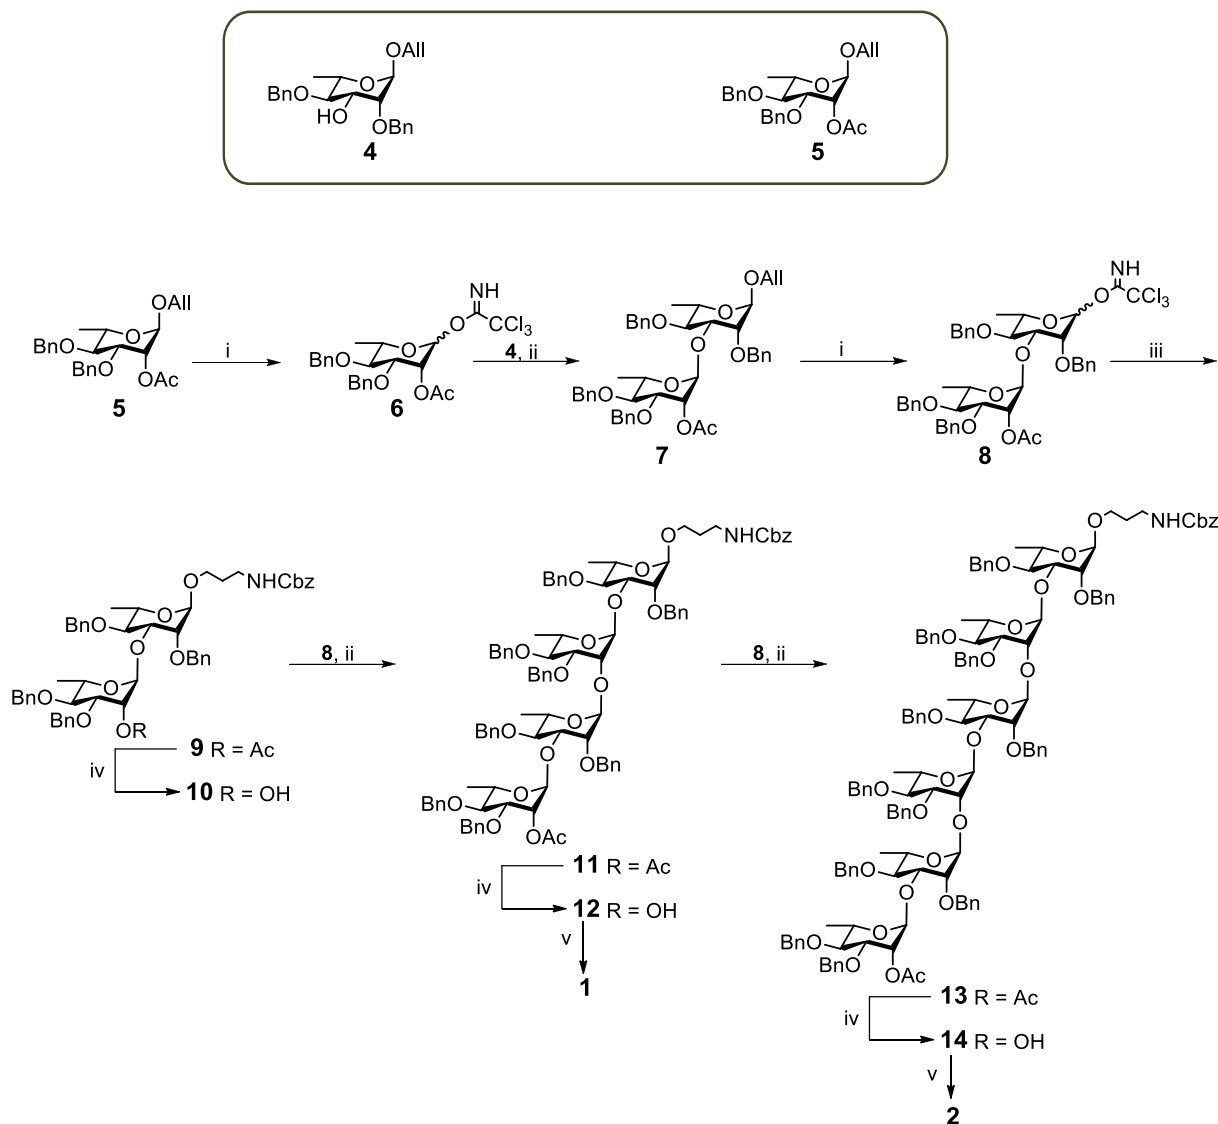 OAll
O
BnO
HO
OBn
4
OAll
O
BnO
BnO
OAc
5
OAll
O
BnO
BnO
OAc
5
i
NH
O
CCl3
O
BnO
BnO
OAc
6
4, ii
OAll
O
BnO
O
OBn
O
BnO
BnO
OAc
7
i
NH
O
CCl3
O
BnO
O
OBn
O
BnO
BnO
OAc
8
iii
O
NHCbz
O
BnO
O
OBn
O
BnO
BnO
OR
9 R = Ac
iv
10 R = OH
8, ii
O
NHCbz
O
BnO
O
OBn
O
BnO
BnO
O
O
BnO
O
OBn
O
BnO
BnO
OAc
11 R = Ac
iv
12 R = OH
v
1
8, ii
O
NHCbz
O
BnO
O
OBn
O
BnO
BnO
O
O
BnO
O
OBn
O
BnO
BnO
O
O
BnO
O
OBn
O
BnO
BnO
OAc
13 R = Ac
iv
14 R = OH
v
2